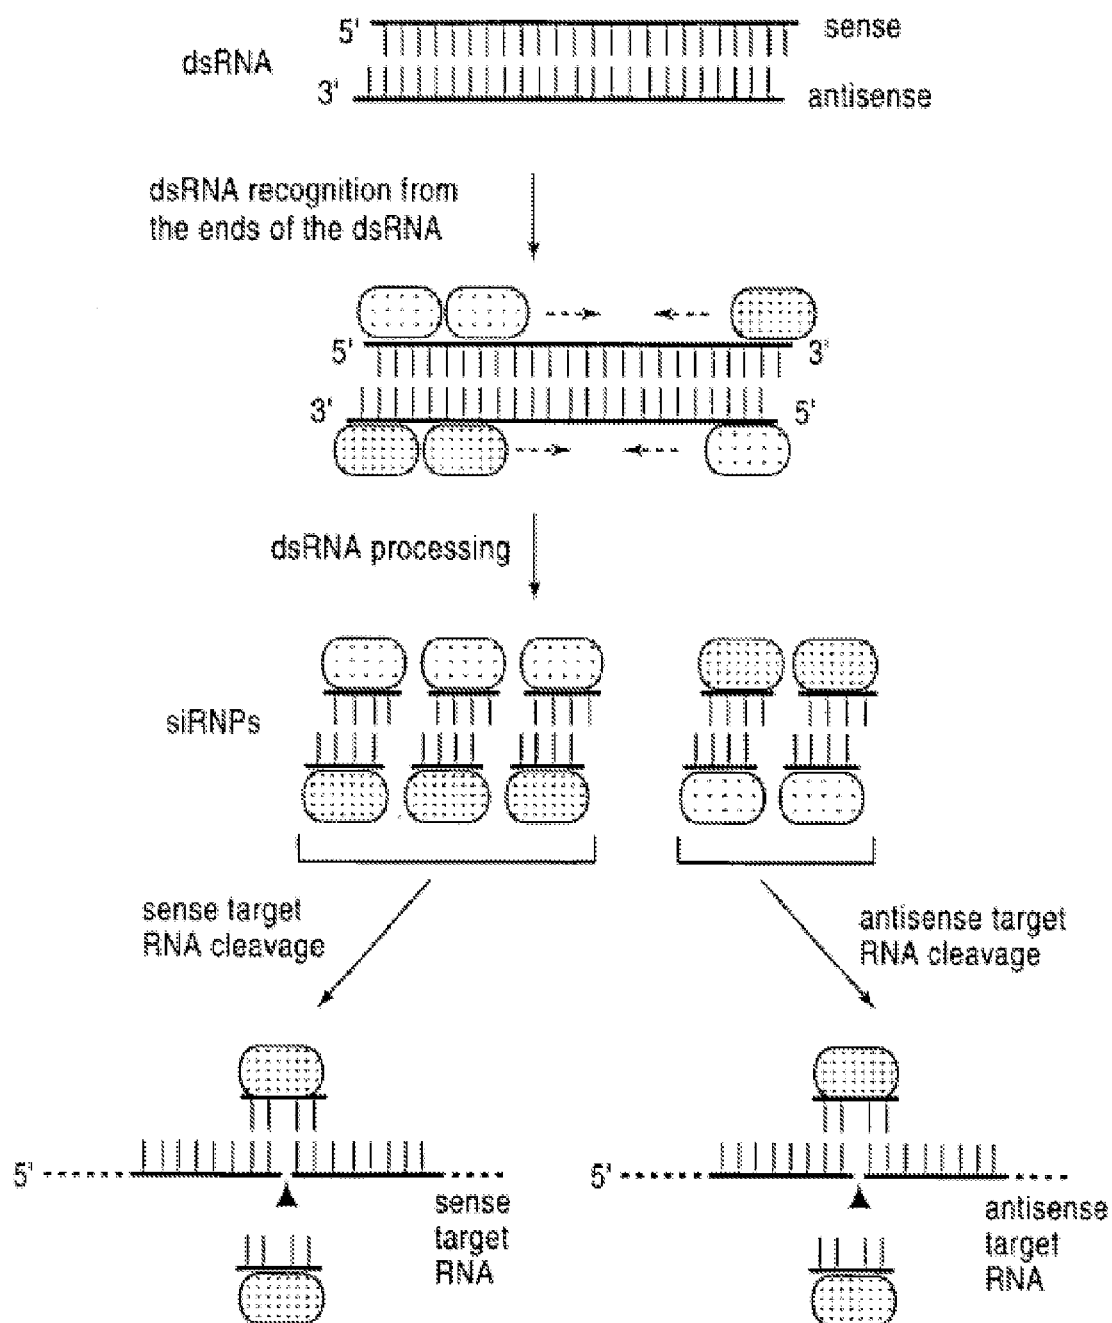 5'
sense
dsRNA
3'
antisense
dsRNA recognition from
the ends of the dsRNA
5'
3'
3'
5'
dsRNA processing
siRNPs
sense target
RNA cleavage
antisense target
RNA cleavage
5'
sense
target
RNA
5'
antisense
target
RNA